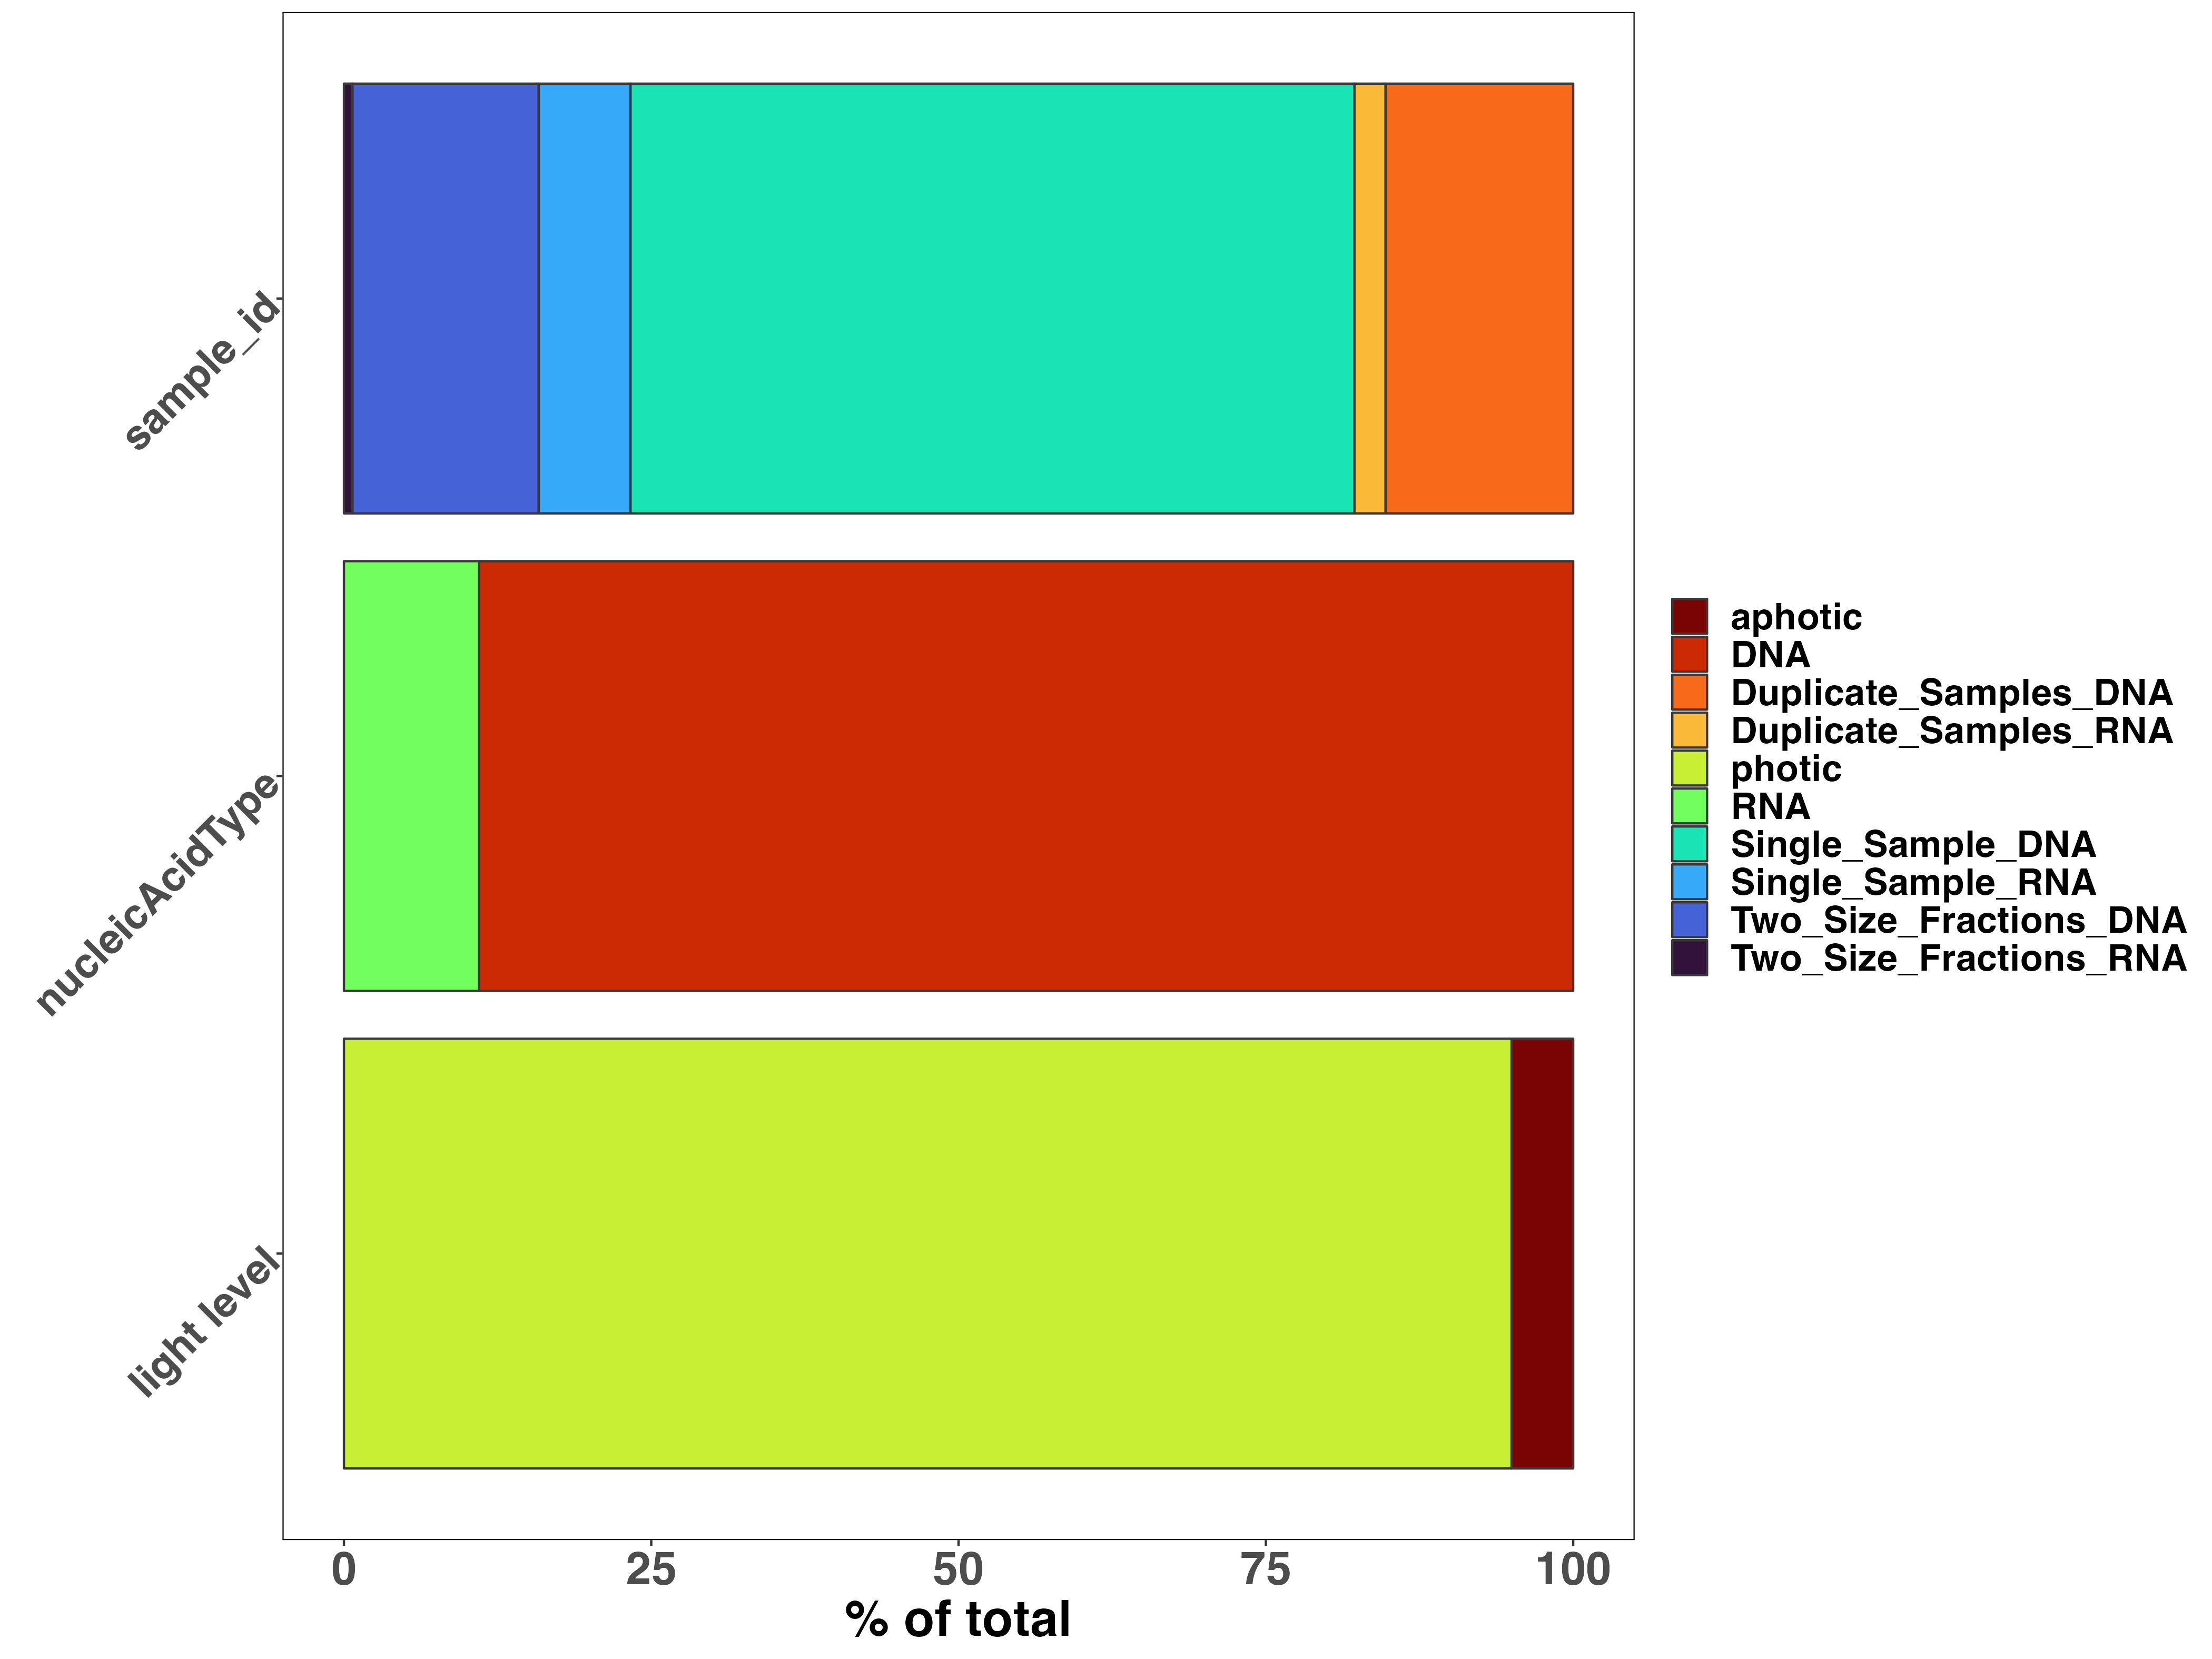 sample_id
nucleicAcidType
light level
0 25 50 75 100
% of total
aphotic
DNA
Duplicate_Samples_DNA
Duplicate_Samples_RNA
photic
RNA
Single_Sample_DNA
Single_Sample_RNA
Two_Size_Fractions_DNA
Two_Size_Fractions_RNA